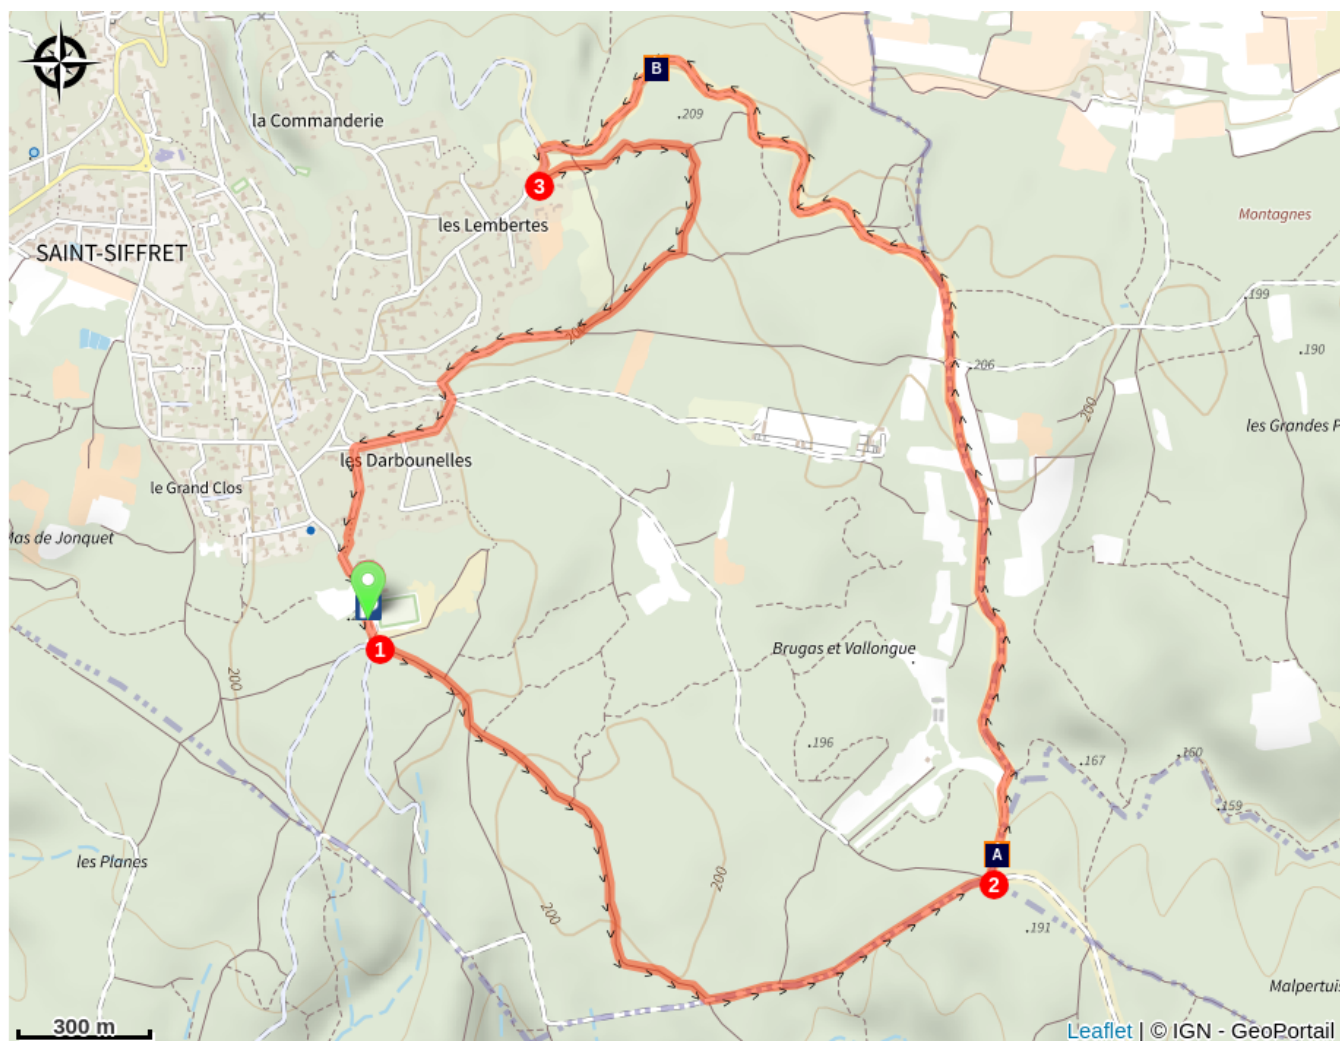 B
.209
la Commanderie
3
Montagnes
les Lembertes
SAINT-SIFFRET
.199
200
.190
.206
200
les Grandes P
les Darbounelles
le Grand Clos
Mas de Jonquet
1
Brugas et Vallongue
200
.196
.160
.167
.159
A
les Planes
2
200
200
.191
Malpertuis
300 m
Leaflet | © IGN - GeoPortail